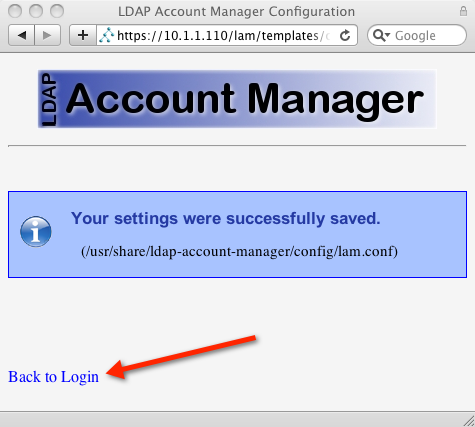 LDAP Account Manager Configuration
https://10.1.1.110/lam/templates/
Google
LDAP Account Manager
Your settings were successfully saved.
(/usr/share/ldap-account-manager/config/lam.conf)
Back to Login